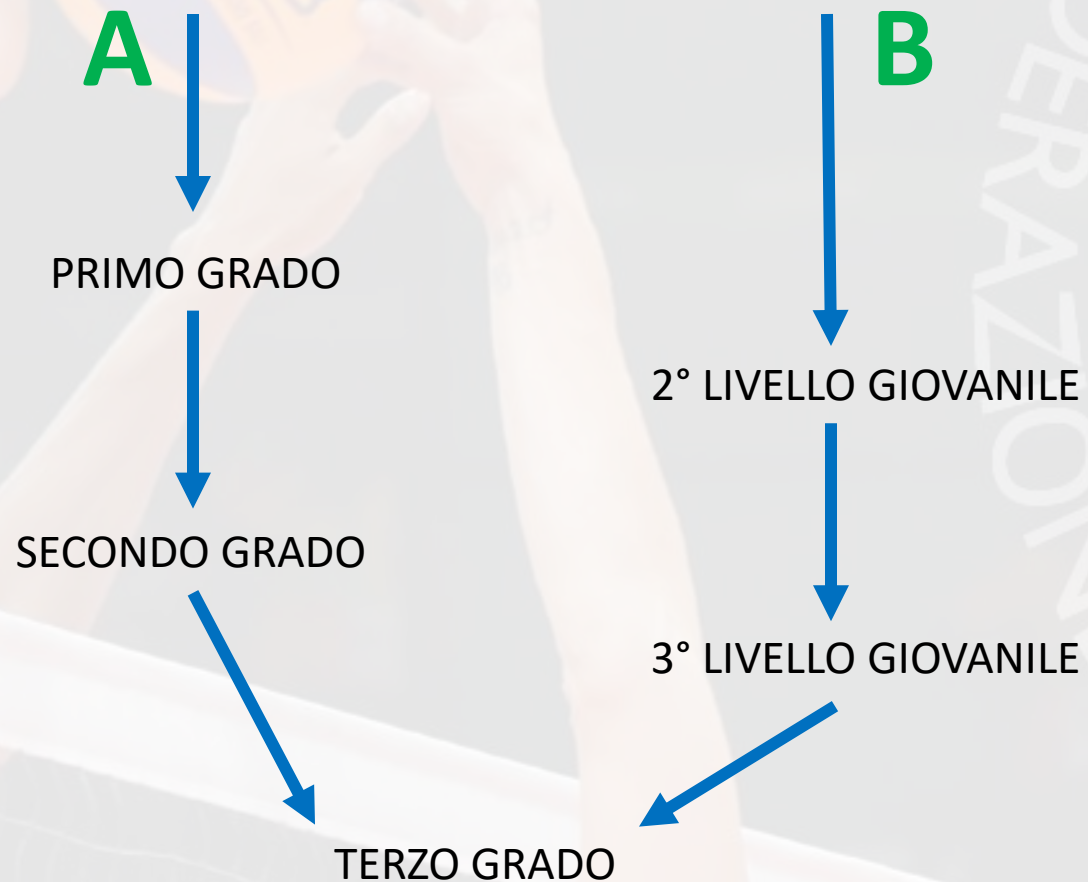 A
B
PRIMO GRADO
2° LIVELLO GIOVANILE
SECONDO GRADO
3° LIVELLO GIOVANILE
TERZO GRADO